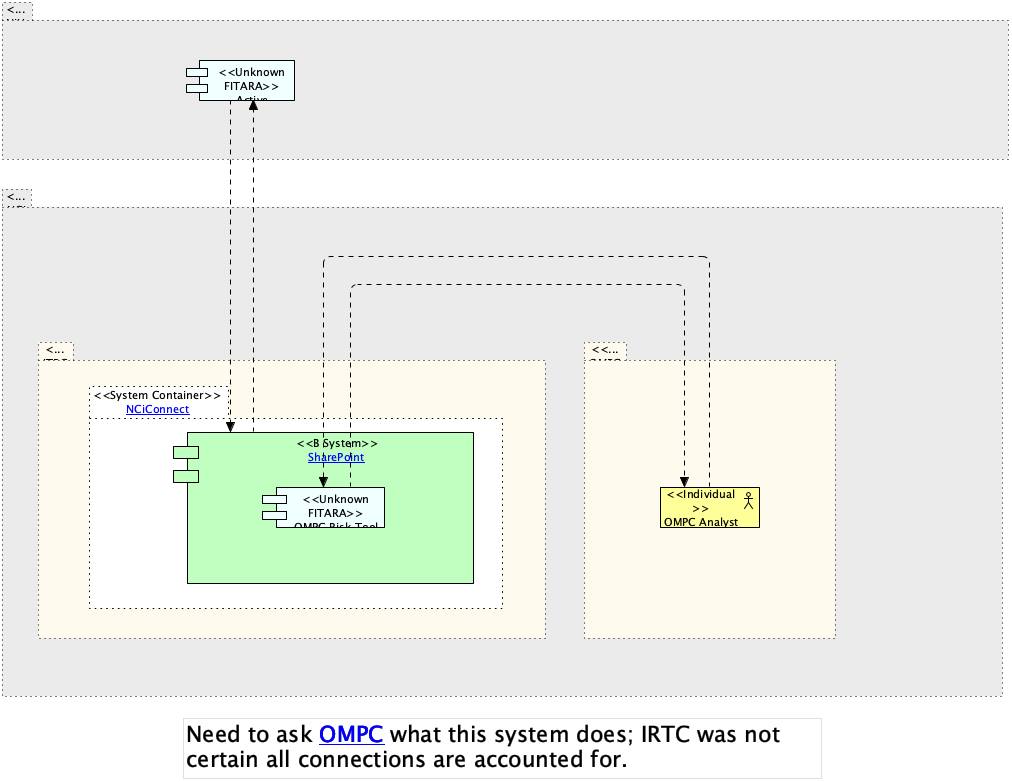 <...
<<Unknown
FITARA>>
Active
<...
<...
<<...
<<System Container>>
NCiConnect
<<B System>>
SharePoint
<<Unknown
FITARA>>
OMPC Risk Tool
<<Individual
>>
OMPC Analyst
Need to ask OMPC what this system does; IRTC was not
certain all connections are accounted for.